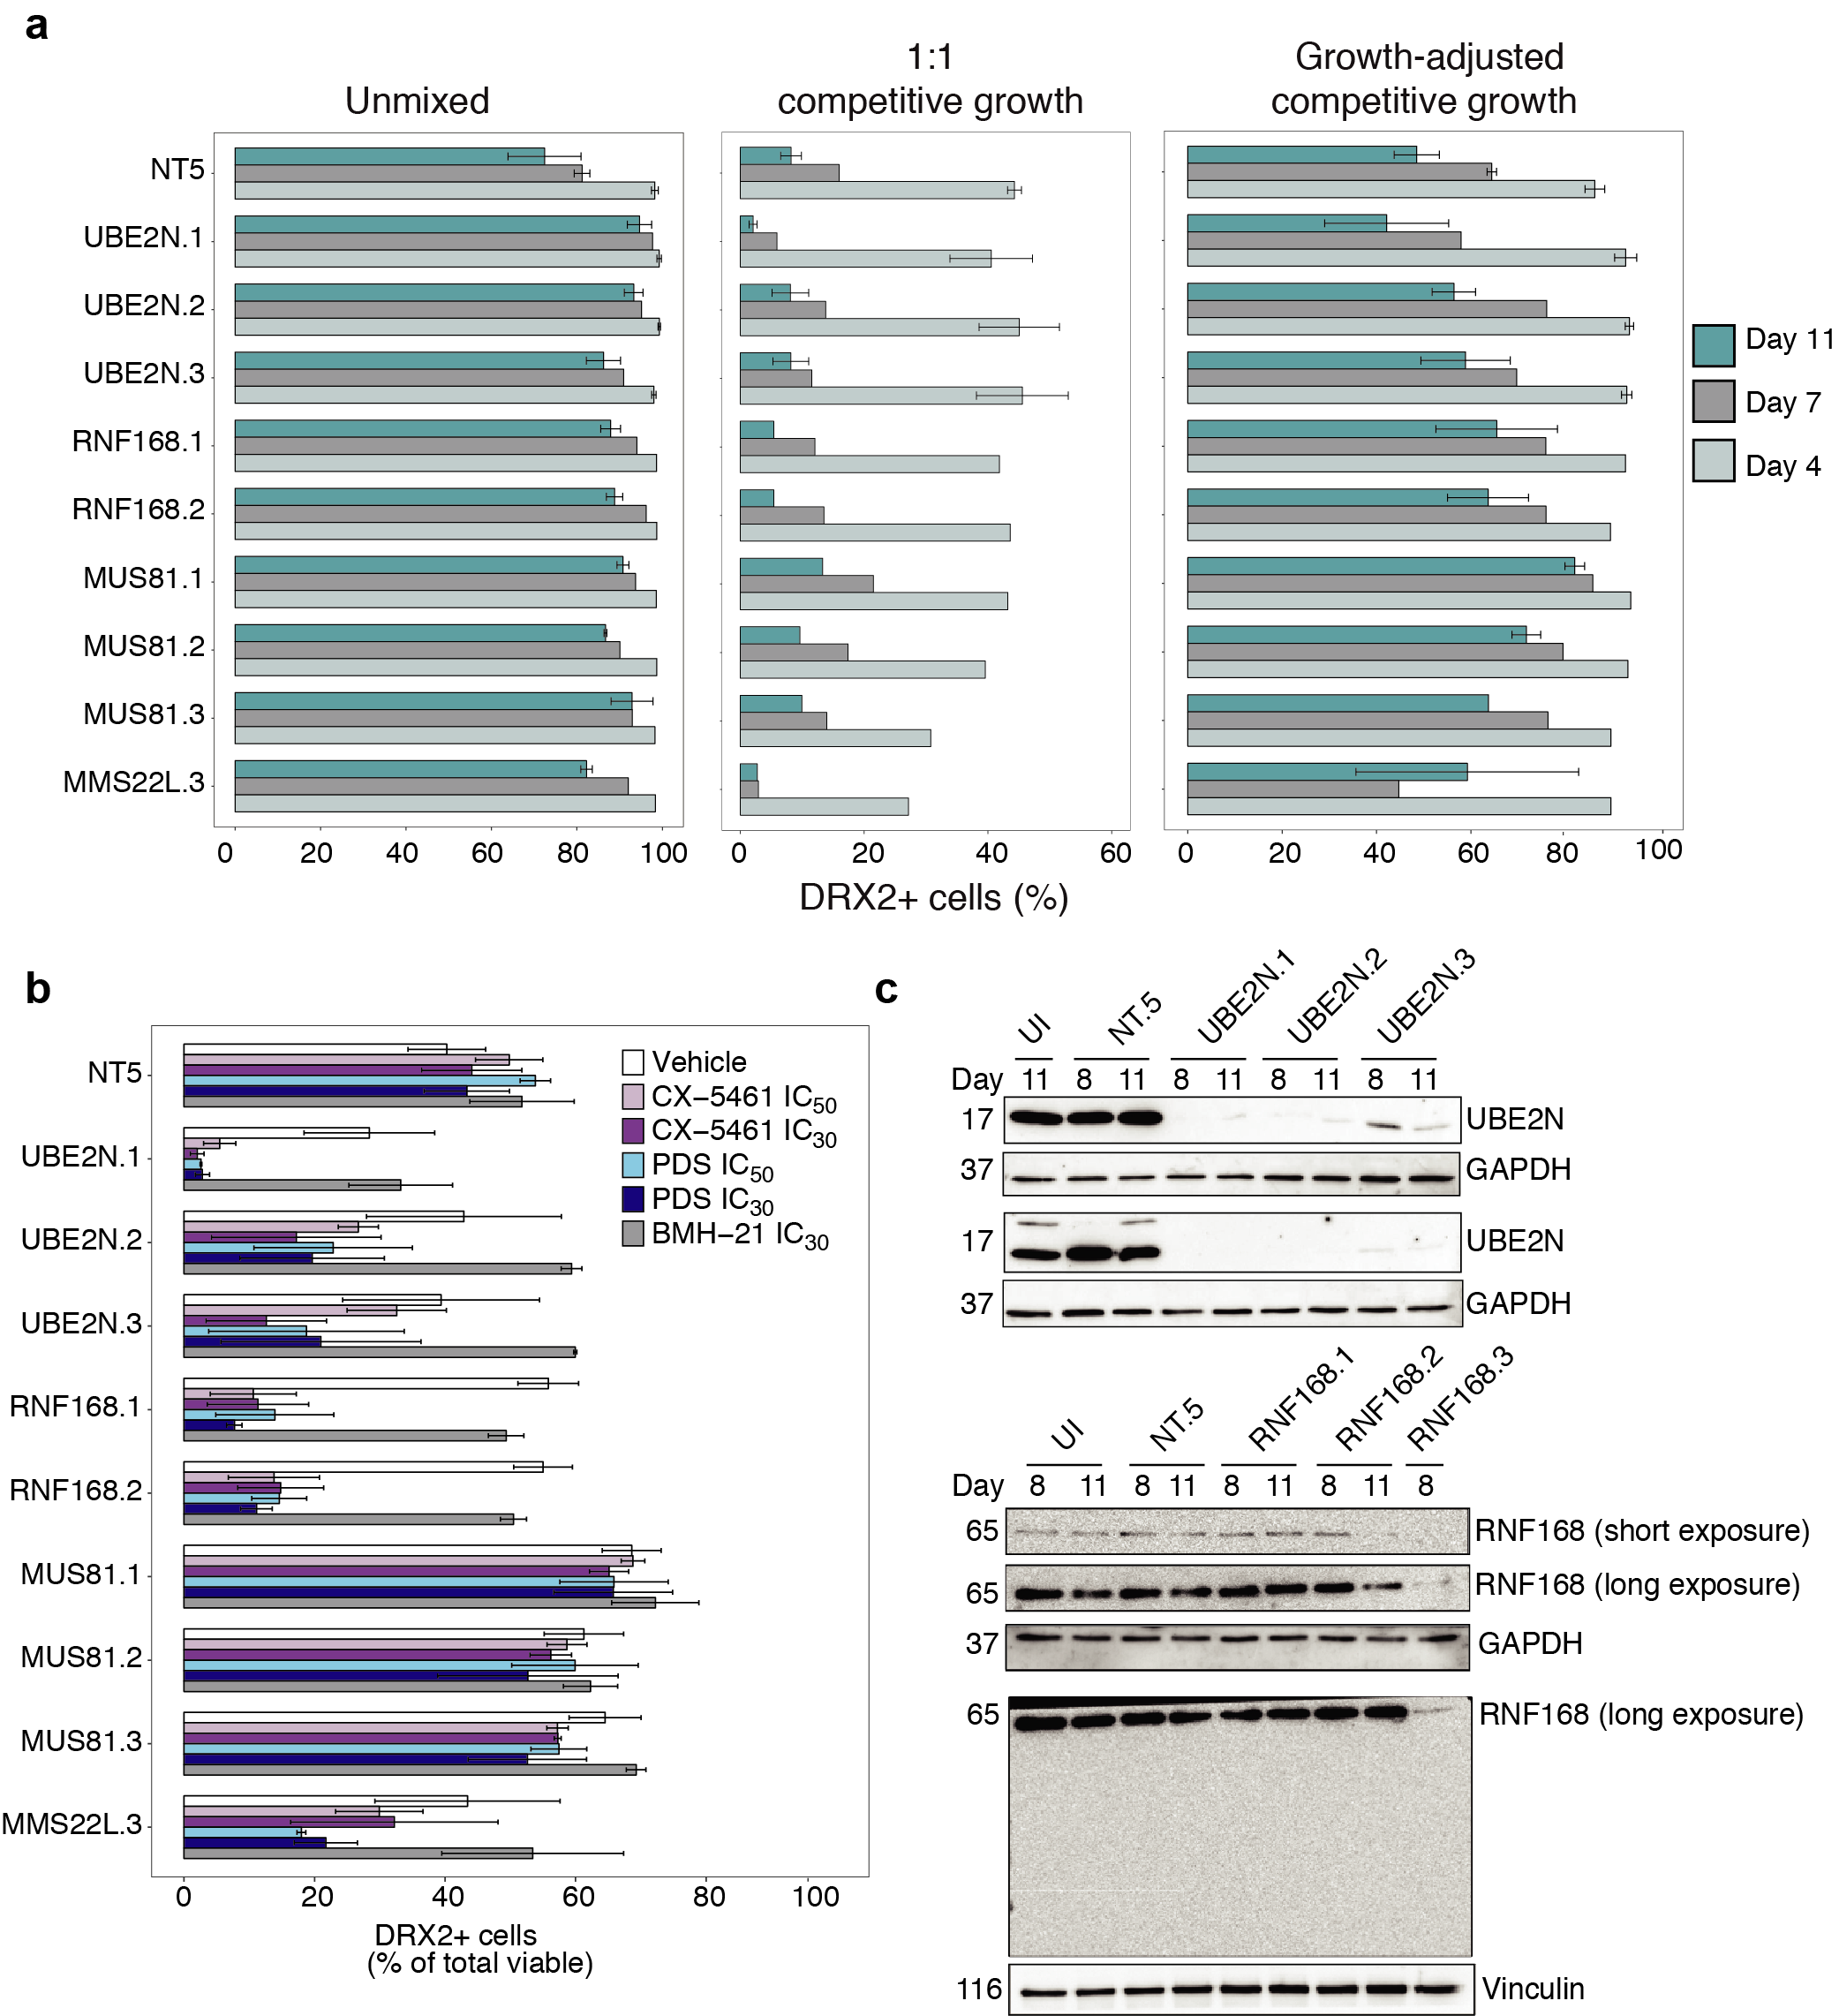 a
Unmixed
1:1
competitive growth
Growth-adjusted
competitive growth
NT5
UBE2N.1
UBE2N.2
UBE2N.3
RNF168.1
RNF168.2
MUS81.1
MUS81.2
MUS81.3
MMS22L.3
Day 11
Day 7
Day 4
0 20 40 60 80 100
0 20 40 60
0 20 40 60 80 100
DRX2+ cells (%)
b
NT5
UBE2N.1
UBE2N.2
UBE2N.3
RNF168.1
RNF168.2
MUS81.1
MUS81.2
MUS81.3
MMS22L.3
Vehicle
CX−5461 IC50
CX−5461 IC30
PDS IC50
PDS IC30
BMH−21 IC30
0 20 40 60 80 100
DRX2+ cells
(% of total viable)
c
UI NT.5 UBE2N.1 UBE2N.2 UBE2N.3
Day 11 8 11 8 11 8 11 8 11
17 UBE2N
37 GAPDH
17 UBE2N
37 GAPDH
UI NT.5 RNF168.1 RNF168.2 RNF168.3
Day 8 11 8 11 8 11 8 11 8
65 RNF168 (short exposure)
65 RNF168 (long exposure)
37 GAPDH
65 RNF168 (long exposure)
116 Vinculin